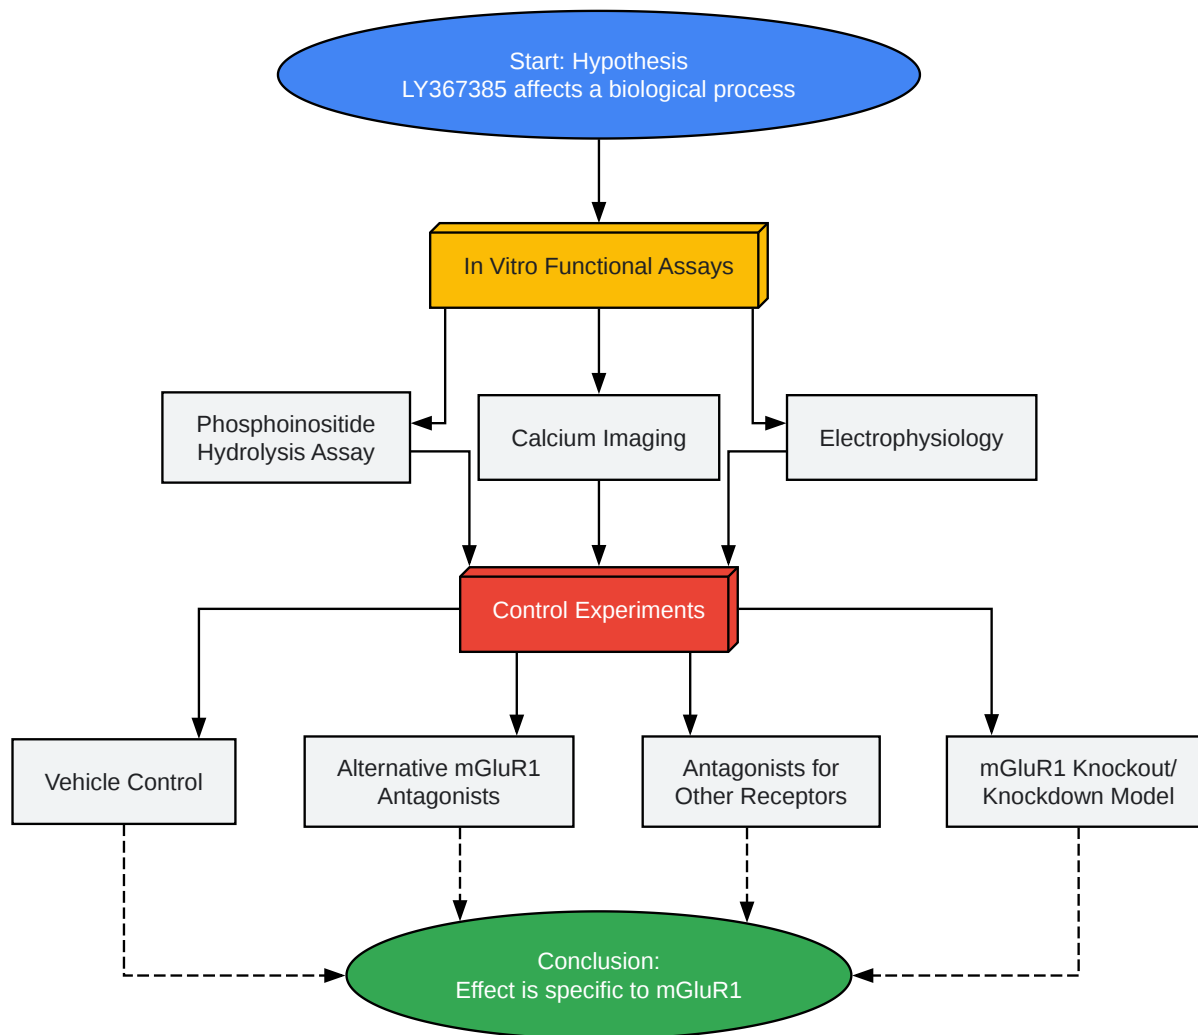 Start: Hypothesis
LY367385 affects a biological process
In Vitro Functional Assays
Phosphoinositide
Hydrolysis Assay
Calcium Imaging
Electrophysiology
Control Experiments
Vehicle Control
Alternative mGluR1
Antagonists
Antagonists for
Other Receptors
mGluR1 Knockout/
Knockdown Model
Conclusion:
Effect is specific to mGluR1